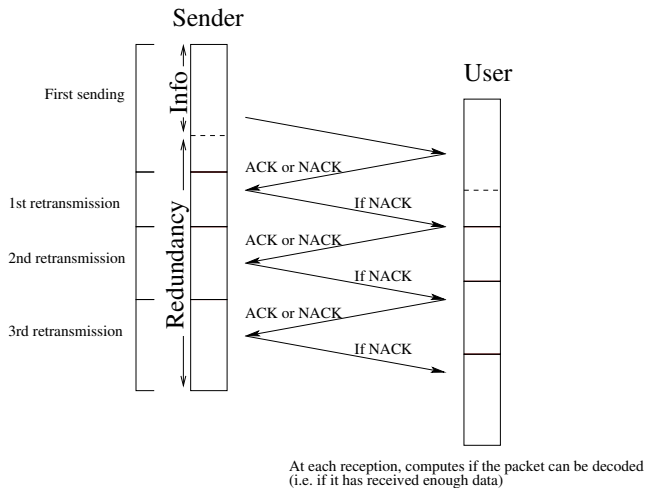 Sender
User
First sending
Info
ACK or NACK
1st retransmission
If NACK
Redundancy
ACK or NACK
2nd retransmission
If NACK
ACK or NACK
3rd retransmission
If NACK
At each reception, computes if the packet can be decoded
(i.e. if it has received enough data)